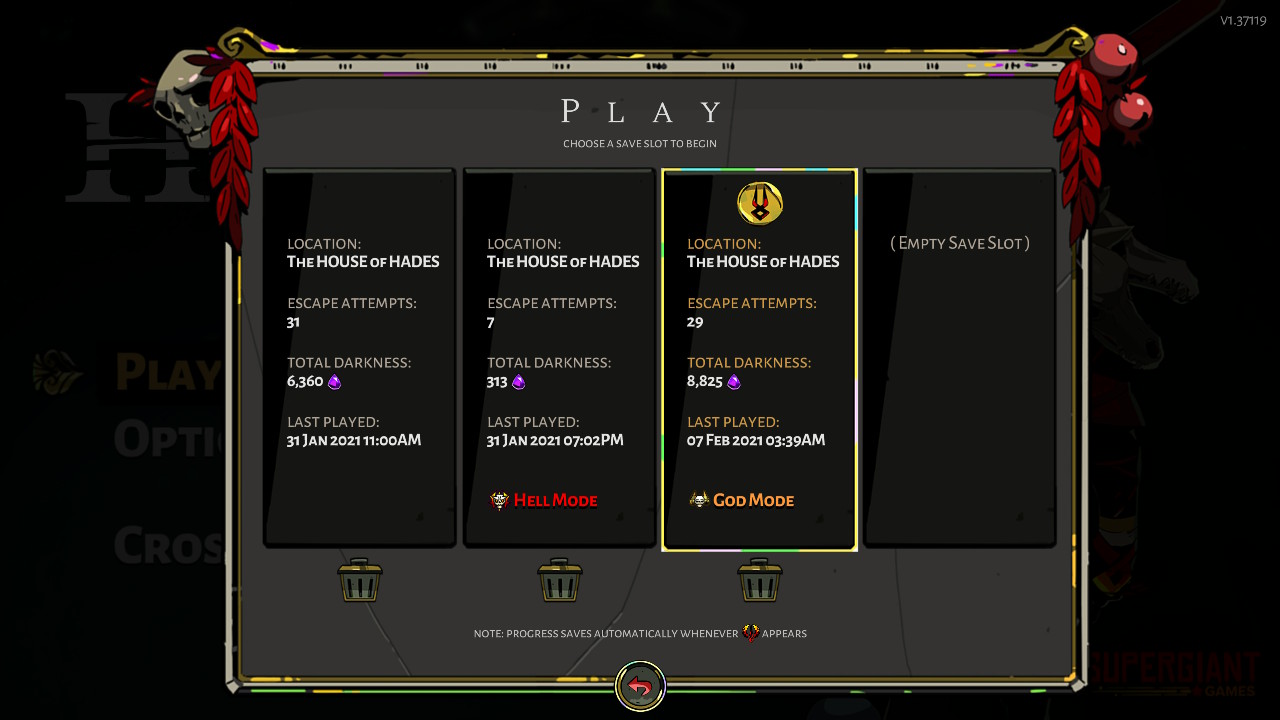 V1.37119
PLAY
CHOOSE A SAVE SLOT TO BEGIN
LOCATION:
THE HOUSE OF HADES
ESCAPE ATTEMPTS:
31
TOTAL DARKNESS:
6,360
LAST PLAYED:
31 JAN 2021 11:00AM
LOCATION:
THE HOUSE OF HADES
ESCAPE ATTEMPTS:
7
TOTAL DARKNESS:
313
LAST PLAYED:
31 JAN 2021 07:02PM
HELL MODE
LOCATION:
THE HOUSE OF HADES
ESCAPE ATTEMPTS:
29
TOTAL DARKNESS:
8,825
LAST PLAYED:
07 FEB 2021 03:39AM
GOD MODE
( EMPTY SAVE SLOT )
NOTE: PROGRESS SAVES AUTOMATICALLY WHENEVER APPEARS
H
PLAY
OPTI
CROS
SUPERGIANT
GAMES